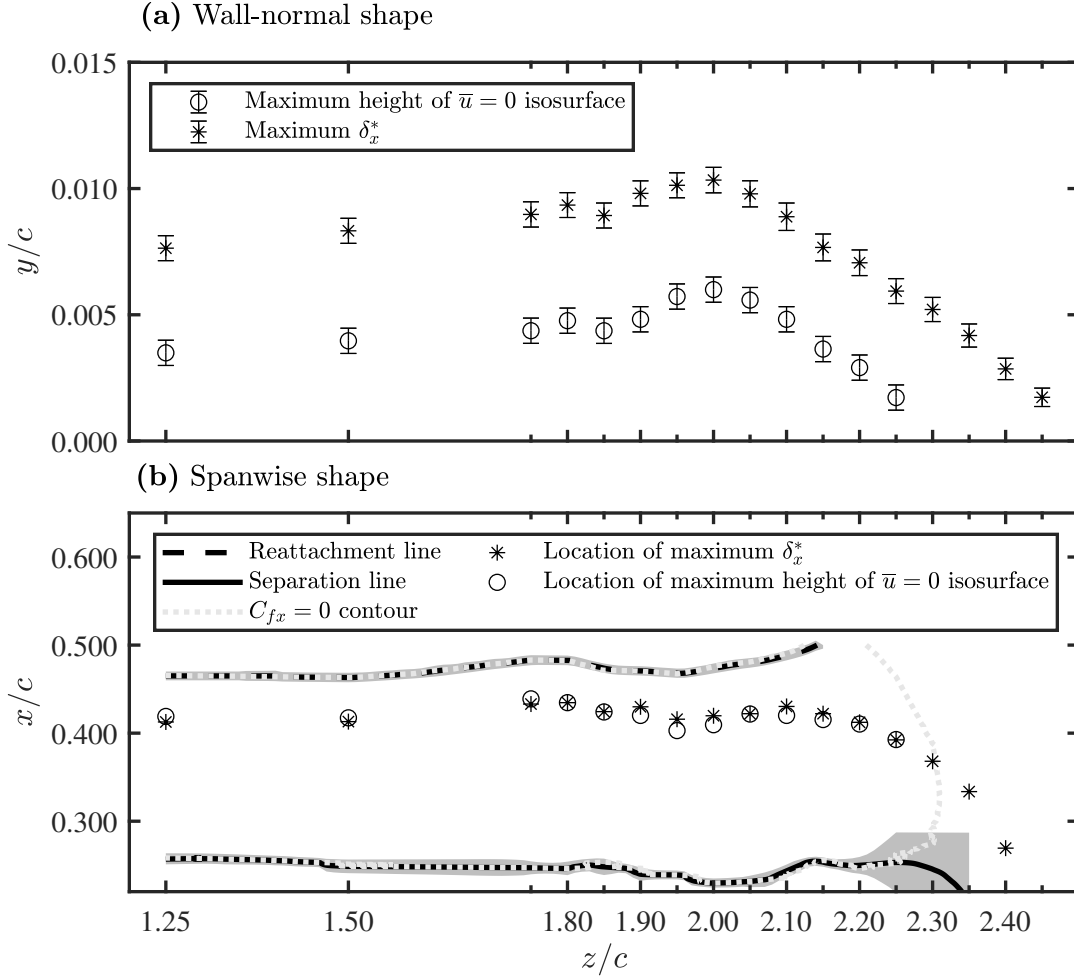 (a) Wall-normal shape
0.015
Maximum height of u̅ = 0 isosurface
Maximum δ*ₓ
0.010
y/c
0.005
0.000
(b) Spanwise shape
0.600
Reattachment line
Location of maximum δ*ₓ
Separation line
Location of maximum height of u̅ = 0 isosurface
C_fx = 0 contour
0.500
x/c
0.400
0.300
1.25 1.50 1.80 1.90 2.00 2.10 2.20 2.30 2.40
z/c